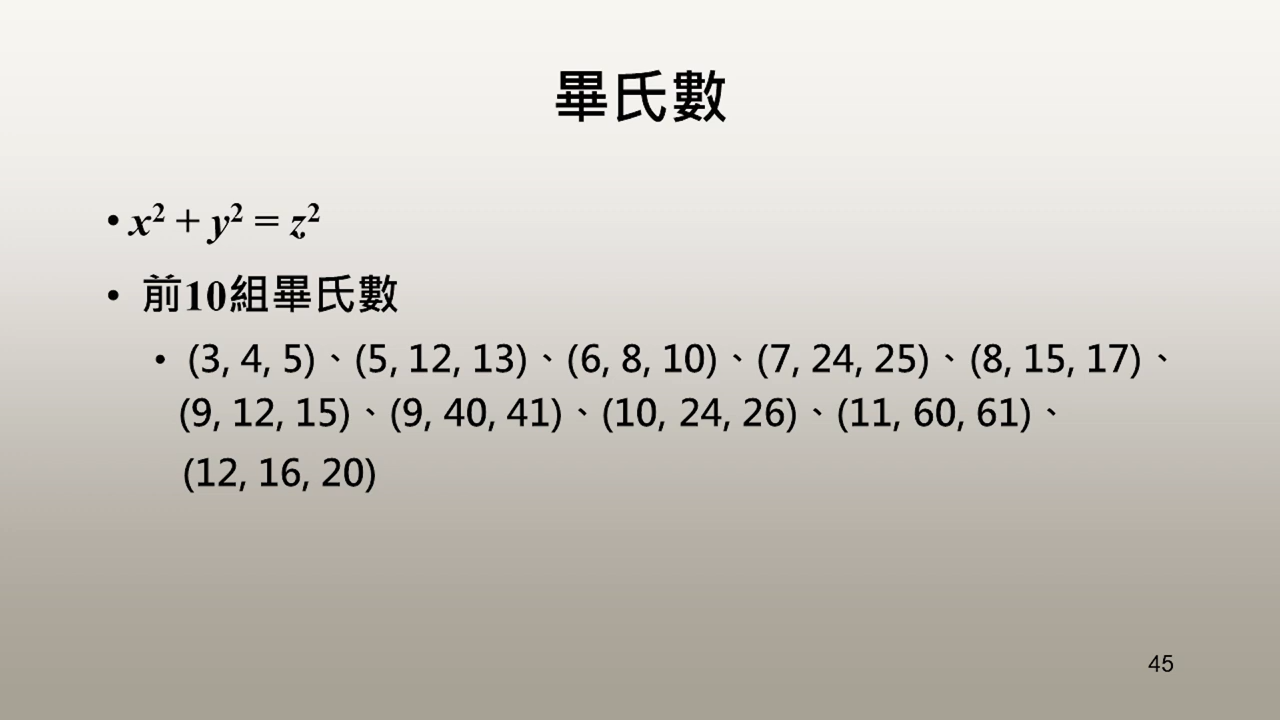 畢氏數
• x² + y² = z²
• 前10組畢氏數
• (3, 4, 5)、(5, 12, 13)、(6, 8, 10)、(7, 24, 25)、(8, 15, 17)、
(9, 12, 15)、(9, 40, 41)、(10, 24, 26)、(11, 60, 61)、
(12, 16, 20)
45